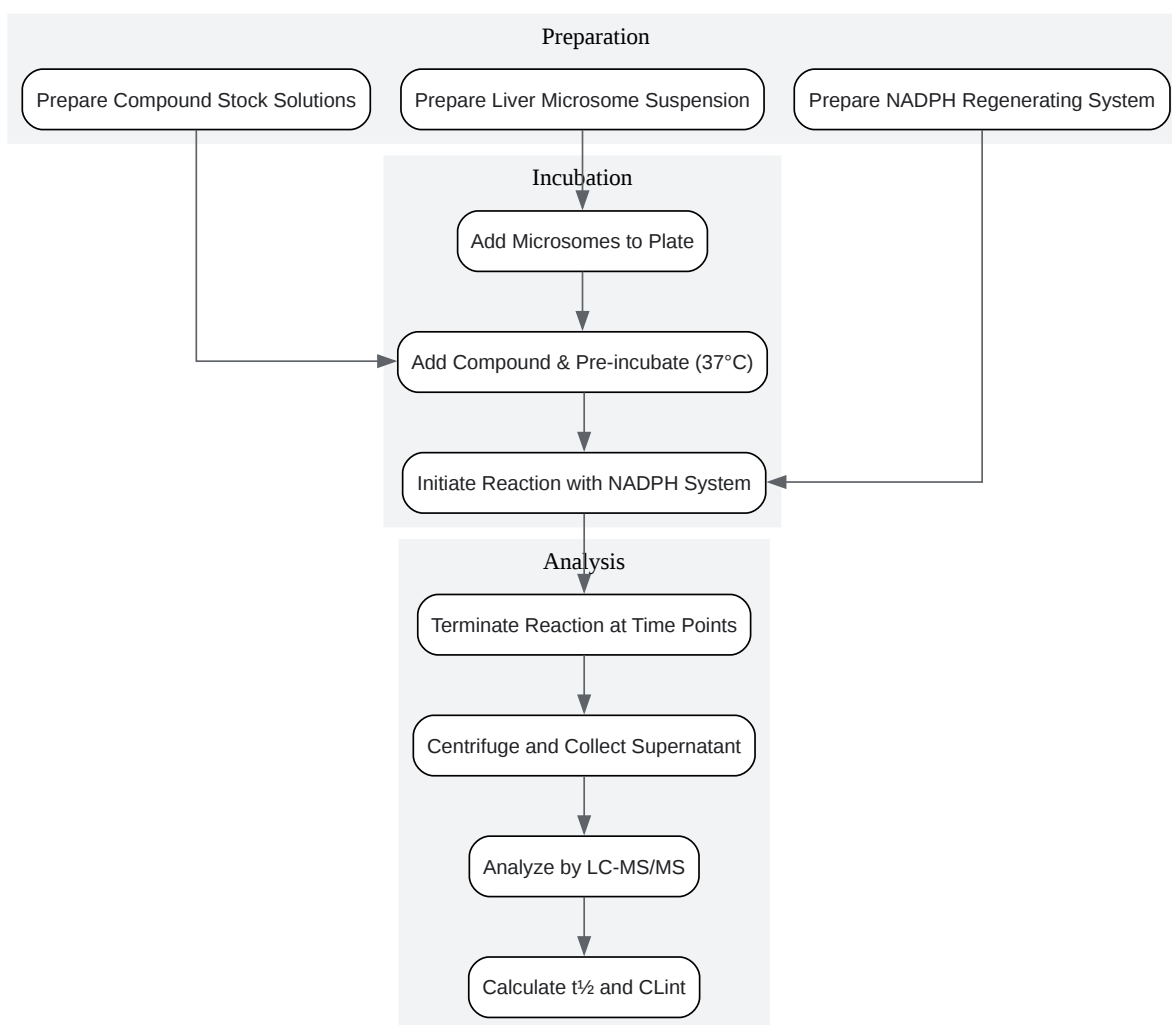 Preparation
Prepare Compound Stock Solutions
Prepare Liver Microsome Suspension
Prepare NADPH Regenerating System
Incubation
Add Microsomes to Plate
Add Compound & Pre-incubate (37°C)
Initiate Reaction with NADPH System
Analysis
Terminate Reaction at Time Points
Centrifuge and Collect Supernatant
Analyze by LC-MS/MS
Calculate t½ and CLint